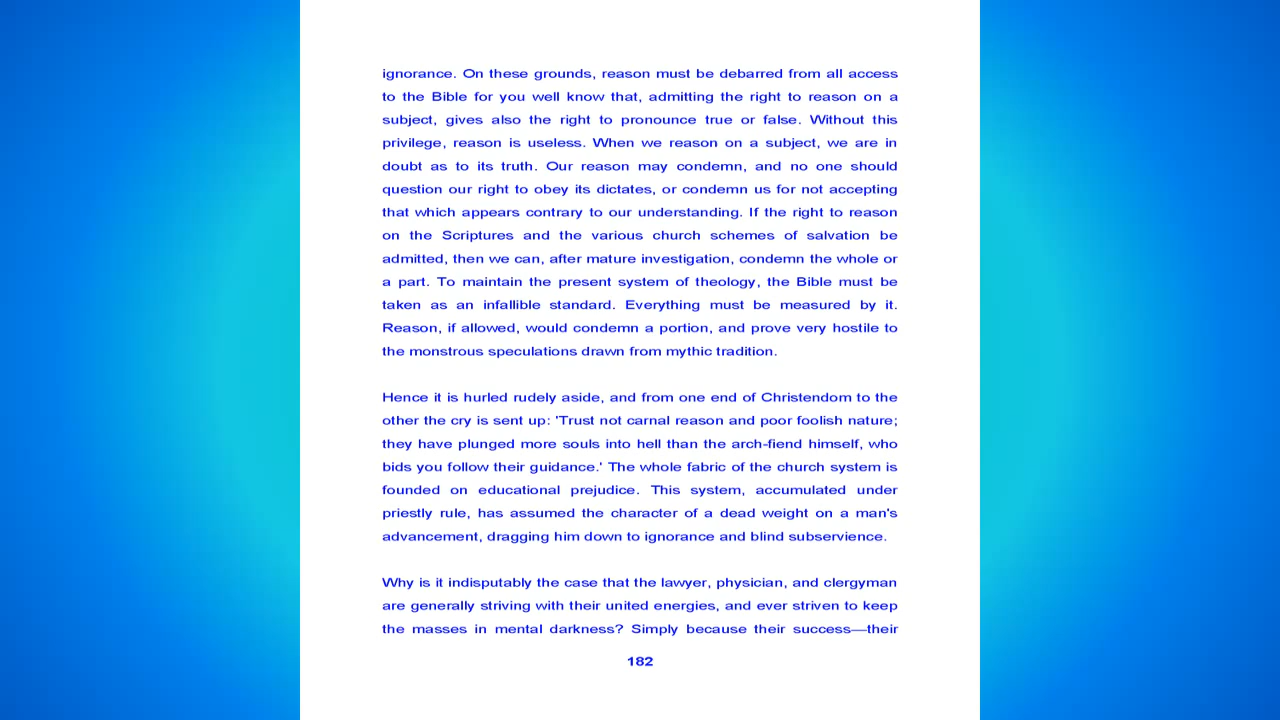 ignorance. On these grounds, reason must be debarred from all access
to the Bible for you well know that, admitting the right to reason on a
subject, gives also the right to pronounce true or false. Without this
privilege, reason is useless. When we reason on a subject, we are in
doubt as to its truth. Our reason may condemn, and no one should
question our right to obey its dictates, or condemn us for not accepting
that which appears contrary to our understanding. If the right to reason
on the Scriptures and the various church schemes of salvation be
admitted, then we can, after mature investigation, condemn the whole or
a part. To maintain the present system of theology, the Bible must be
taken as an infallible standard. Everything must be measured by it.
Reason, if allowed, would condemn a portion, and prove very hostile to
the monstrous speculations drawn from mythic tradition.
Hence it is hurled rudely aside, and from one end of Christendom to the
other the cry is sent up: 'Trust not carnal reason and poor foolish nature;
they have plunged more souls into hell than the arch-fiend himself, who
bids you follow their guidance.' The whole fabric of the church system is
founded on educational prejudice. This system, accumulated under
priestly rule, has assumed the character of a dead weight on a man's
advancement, dragging him down to ignorance and blind subservience.
Why is it indisputably the case that the lawyer, physician, and clergyman
are generally striving with their united energies, and ever striven to keep
the masses in mental darkness? Simply because their success—their
182